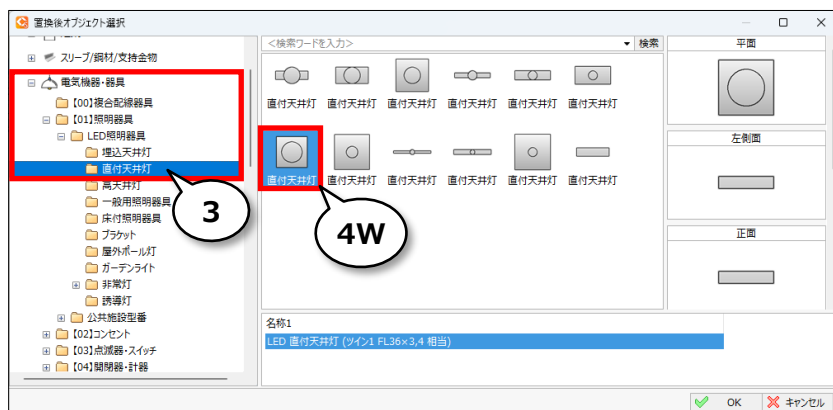 置換後オブジェクト選択
スリーブ/鋼材/支持金物
電気機器・器具
【00】複合配線器具
【01】照明器具
LED照明器具
埋込天井灯
直付天井灯
高天井灯
一般用照明器具
床付照明器具
ブラケット
屋外ポール灯
ガーデンライト
非常灯
誘導灯
公共施設型番
【02】コンセント
【03】点滅器・スイッチ
【04】開閉器・計器
3
<検索ワードを入力>
検索
直付天井灯 直付天井灯 直付天井灯 直付天井灯 直付天井灯 直付天井灯
直付天井灯 直付天井灯 直付天井灯 直付天井灯 直付天井灯 直付天井灯
4W
名称1
LED 直付天井灯 (ツイン1 FL36×3,4 相当)
平面
左側面
正面
OK
キャンセル